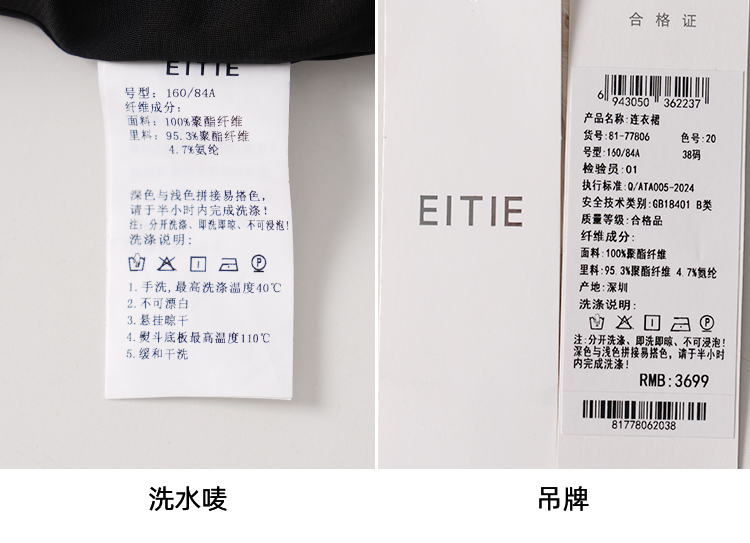 EITIE
号型: 160/84A
纤维成分:
面料: 100%聚酯纤维
里料: 95.3%聚酯纤维
4.7%氨纶
深色与浅色拼接易搭色,
请于半小时内完成洗涤!
注: 分开洗涤、即洗即晾、不可浸泡!
洗涤说明:
P
1.手洗,最高洗涤温度40℃
2.不可漂白
3.悬挂晾干
4.熨斗底板最高温度110℃
5.缓和干洗
洗水唛
EITIE
合格证
6 943050 362237
产品名称:连衣裙
货号:81-77806 色号:20
号型:160/84A 38码
检验员:01
执行标准:Q/ATA005-2024
安全技术类别:GB18401 B类
质量等级:合格品
纤维成分:
面料:100%聚酯纤维
里料:95.3%聚酯纤维 4.7%氨纶
产地:深圳
洗涤说明:
P
注:分开洗涤、即洗即晾、不可浸泡!
深色与浅色拼接易搭色,请于半小时
内完成洗涤!
RMB:3699
81778062038
吊牌